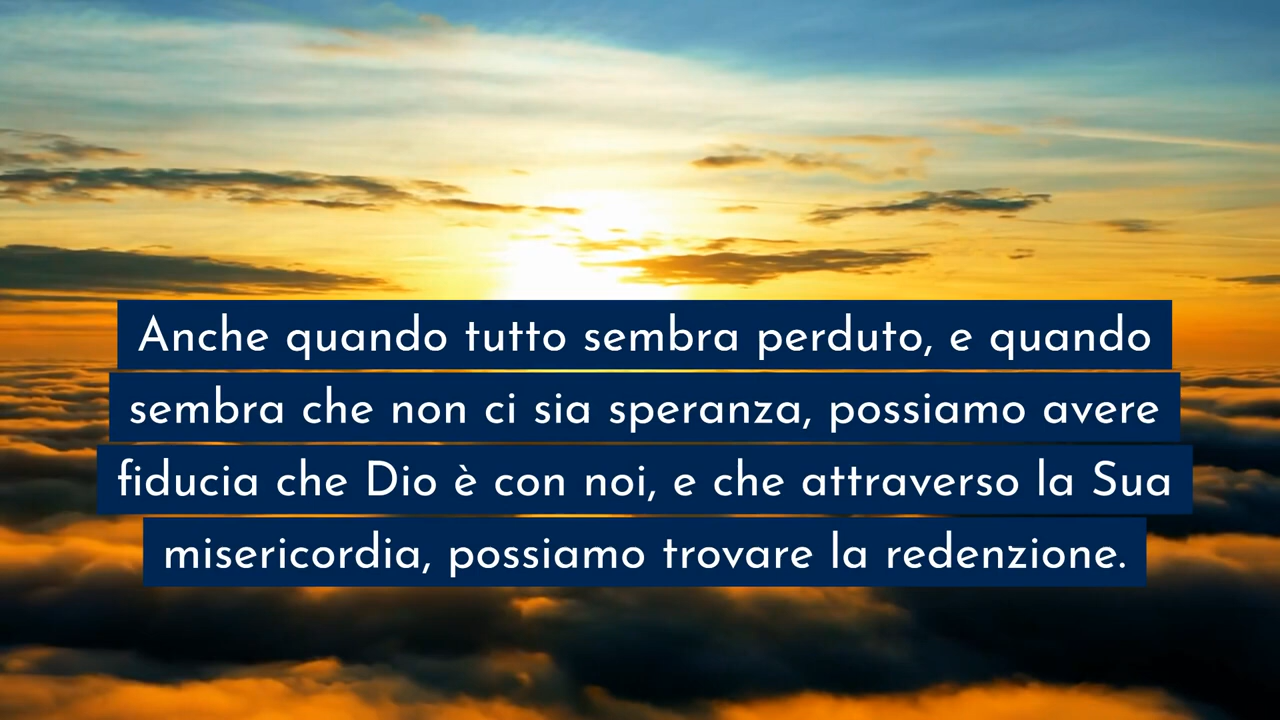 Anche quando tutto sembra perduto, e quando
sembra che non ci sia speranza, possiamo avere
fiducia che Dio è con noi, e che attraverso la Sua
misericordia, possiamo trovare la redenzione.